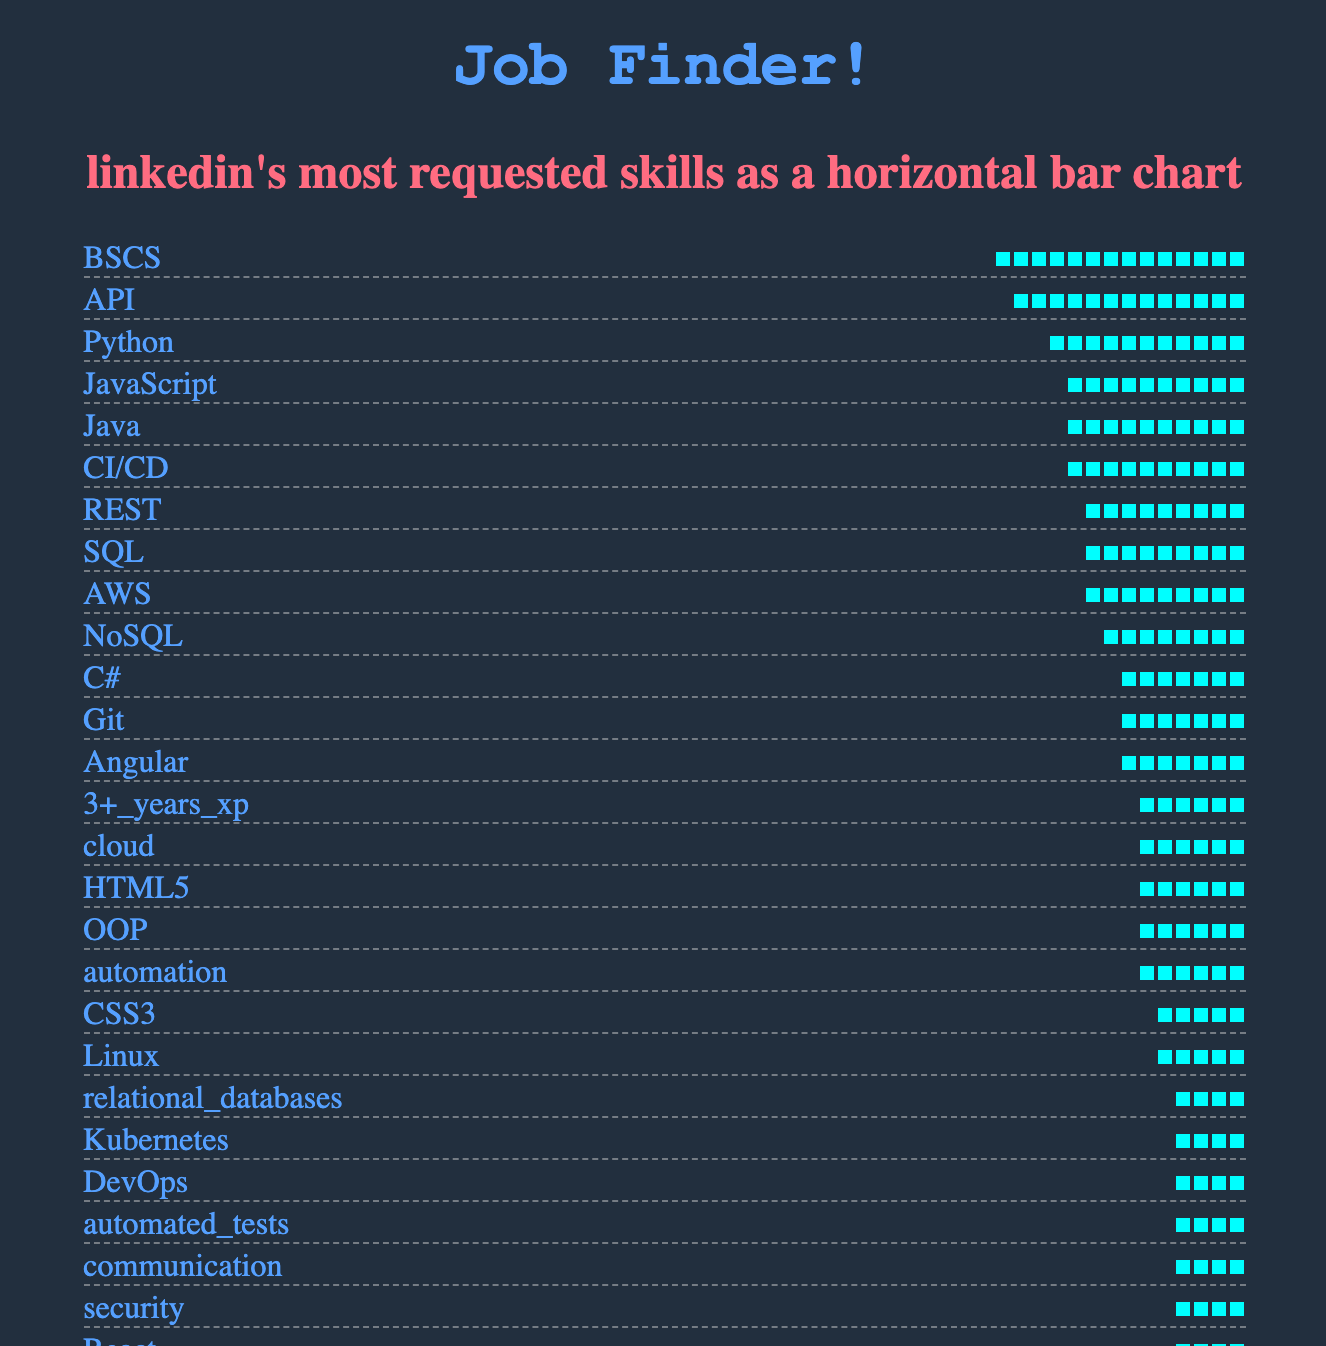 Job Finder!
linkedin's most requested skills as a horizontal bar chart
BSCS
API
Python
JavaScript
Java
CI/CD
REST
SQL
AWS
NoSQL
C#
Git
Angular
3+_years_xp
cloud
HTML5
OOP
automation
CSS3
Linux
relational_databases
Kubernetes
DevOps
automated_tests
communication
security